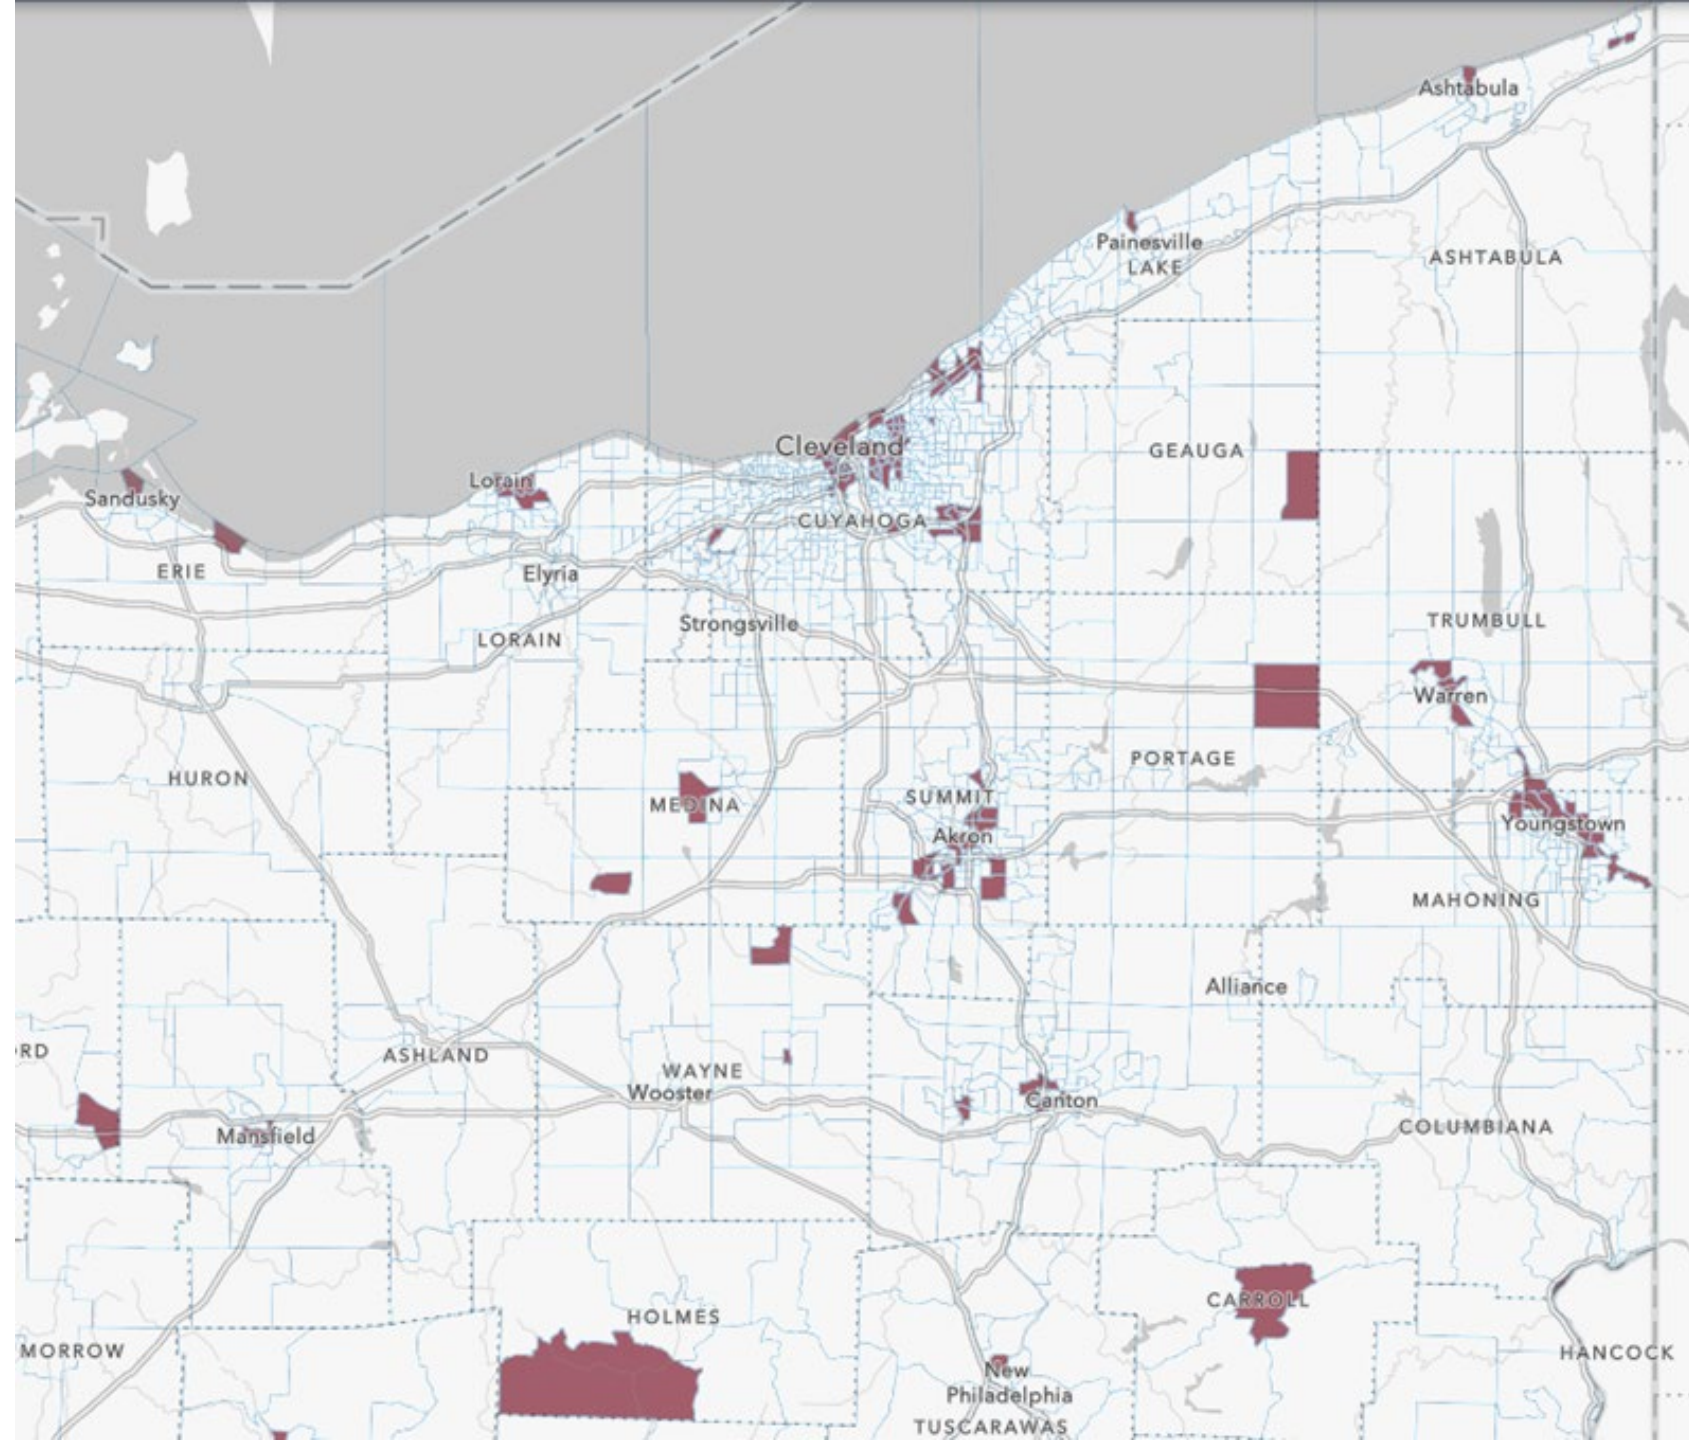 Ashtabula
Painesville
LAKE
ASHTABULA
Cleveland
GEAUGA
Lorain
Sandusky
CUYAHOGA
ERIE
Elyria
Strongsville
TRUMBULL
LORAIN
Warren
PORTAGE
HURON
MEDINA
SUMMIT
Akron
Youngstown
MAHONING
Alliance
RD
ASHLAND
WAYNE
Wooster
Canton
Mansfield
COLUMBIANA
CARROLL
HOLMES
MORROW
HANCOCK
New
Philadelphia
TUSCARAWAS